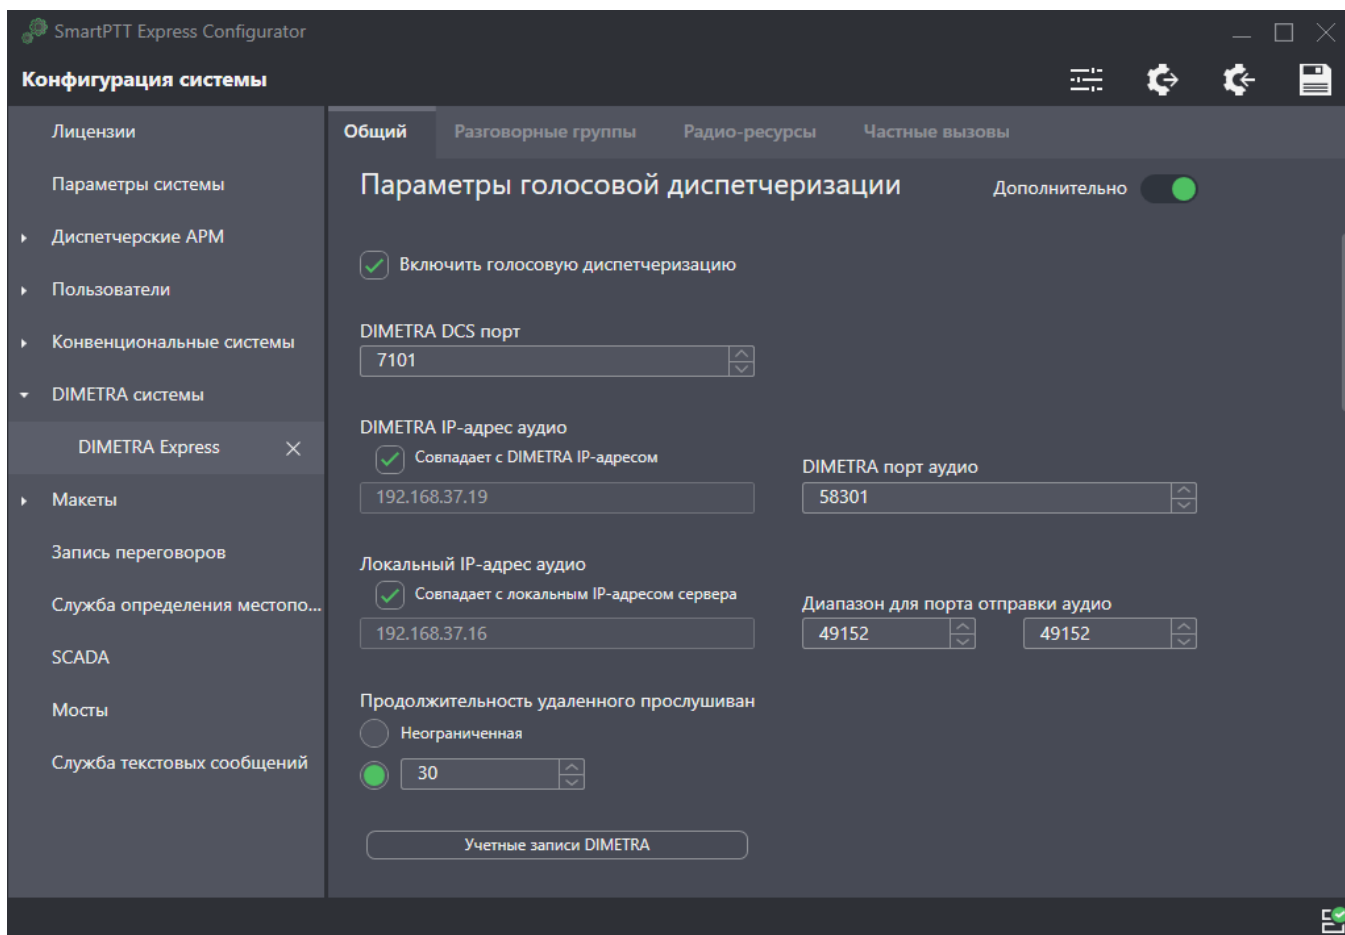 SmartPTT Express Configurator
Конфигурация системы
Лицензии
Параметры системы
Диспетчерские АРМ
Пользователи
Конвенциональные системы
DIMETRA системы
DIMETRA Express
Макеты
Запись переговоров
Служба определения местопо...
SCADA
Мосты
Служба текстовых сообщений
Общий Разговорные группы Радио-ресурсы Частные вызовы
Параметры голосовой диспетчеризации Дополнительно
Включить голосовую диспетчеризацию
DIMETRA DCS порт
7101
DIMETRA IP-адрес аудио
Совпадает с DIMETRA IP-адресом
DIMETRA порт аудио
192.168.37.19 58301
Локальный IP-адрес аудио
Совпадает с локальным IP-адресом сервера
Диапазон для порта отправки аудио
192.168.37.16 49152 49152
Продолжительность удаленного прослушиван
Неограниченная
30
Учетные записи DIMETRA